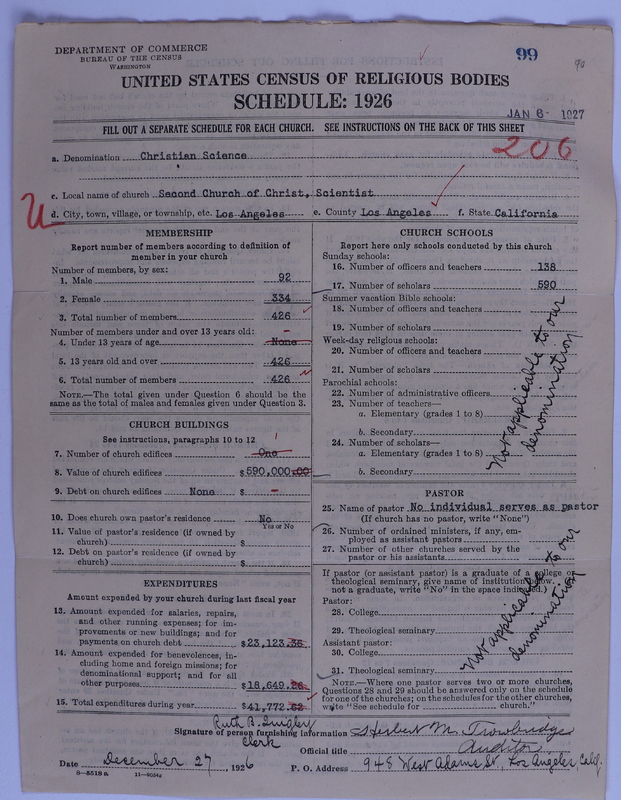 DEPARTMENT OF COMMERCE
BUREAU OF THE CENSUS
WASHINGTON
99
90
UNITED STATES CENSUS OF RELIGIOUS BODIES
SCHEDULE: 1926
JAN 6- 1927
FILL OUT A SEPARATE SCHEDULE FOR EACH CHURCH. SEE INSTRUCTIONS ON THE BACK OF THIS SHEET
206
a. Denomination Christian Science
c. Local name of church Second Church of Christ, Scientist
d. City, town, village, or township, etc. Los Angeles e. County Los Angeles f. State California
MEMBERSHIP
Report number of members according to definition of
member in your church
Number of members, by sex:
1. Male 92
2. Female 334
3. Total number of members 426
Number of members under and over 13 years old:
4. Under 13 years of age None
5. 13 years old and over 426
6. Total number of members 426
NOTE.—The total given under Question 6 should be
same as the total of males and females given under Question 3.
CHURCH BUILDINGS
See instructions, paragraphs 10 to 12
7. Number of church edifices One 1
8. Value of church edifices $590,000.00
9. Debt on church edifices None $ -
10. Does church own pastor's residence No
Yes or No
11. Value of pastor's residence (if owned by
church) $
12. Debt on pastor's residence (if owned by
church) $
EXPENDITURES
Amount expended by your church during last fiscal year
13. Amount expended for salaries, repairs,
and other running expenses; for im-
provements or new buildings; and for
payments on church debt $23,123.36
14. Amount expended for benevolences, in-
cluding home and foreign missions; for
denominational support; and for all
other purposes $18,649.26
15. Total expenditures during year $41,772.62
CHURCH SCHOOLS
Report here only schools conducted by this church
Sunday schools:
16. Number of officers and teachers 138
17. Number of scholars 590
Summer vacation Bible schools:
18. Number of officers and teachers
19. Number of scholars
Week-day religious schools:
20. Number of officers and teachers
21. Number of scholars
Parochial schools:
22. Number of administrative officers
23. Number of teachers—
a. Elementary (grades 1 to 8)
b. Secondary
24. Number of scholars—
a. Elementary (grades 1 to 8)
b. Secondary
Not applicable to our
denomination
PASTOR
25. Name of pastor No individual serves as pastor
(If church has no pastor, write "None")
26. Number of ordained ministers, if any, em-
ployed as assistant pastors
27. Number of other churches served by the
pastor or his assistants
If pastor (or assistant pastor) is a graduate of a college or
theological seminary, give name of institution below.
not a graduate, write "No" in the space indicated.)
Pastor:
28. College
29. Theological seminary
Assistant pastor:
30. College
31. Theological seminary
Not applicable to our
denomination
NOTE.—Where one pastor serves two or more churches,
Questions 28 and 29 should be answered only on the schedule
for one of the churches; on the schedules for the other churches,
write "See schedule for church."
Ruth B. Quigley
Clerk
Signature of person furnishing information Herbert M. Trowbridge
Official title Auditor
Date December 27, 1926 P. O. Address 948 West Adams St, Los Angeles, Calif.
8—5518a 11—9054c